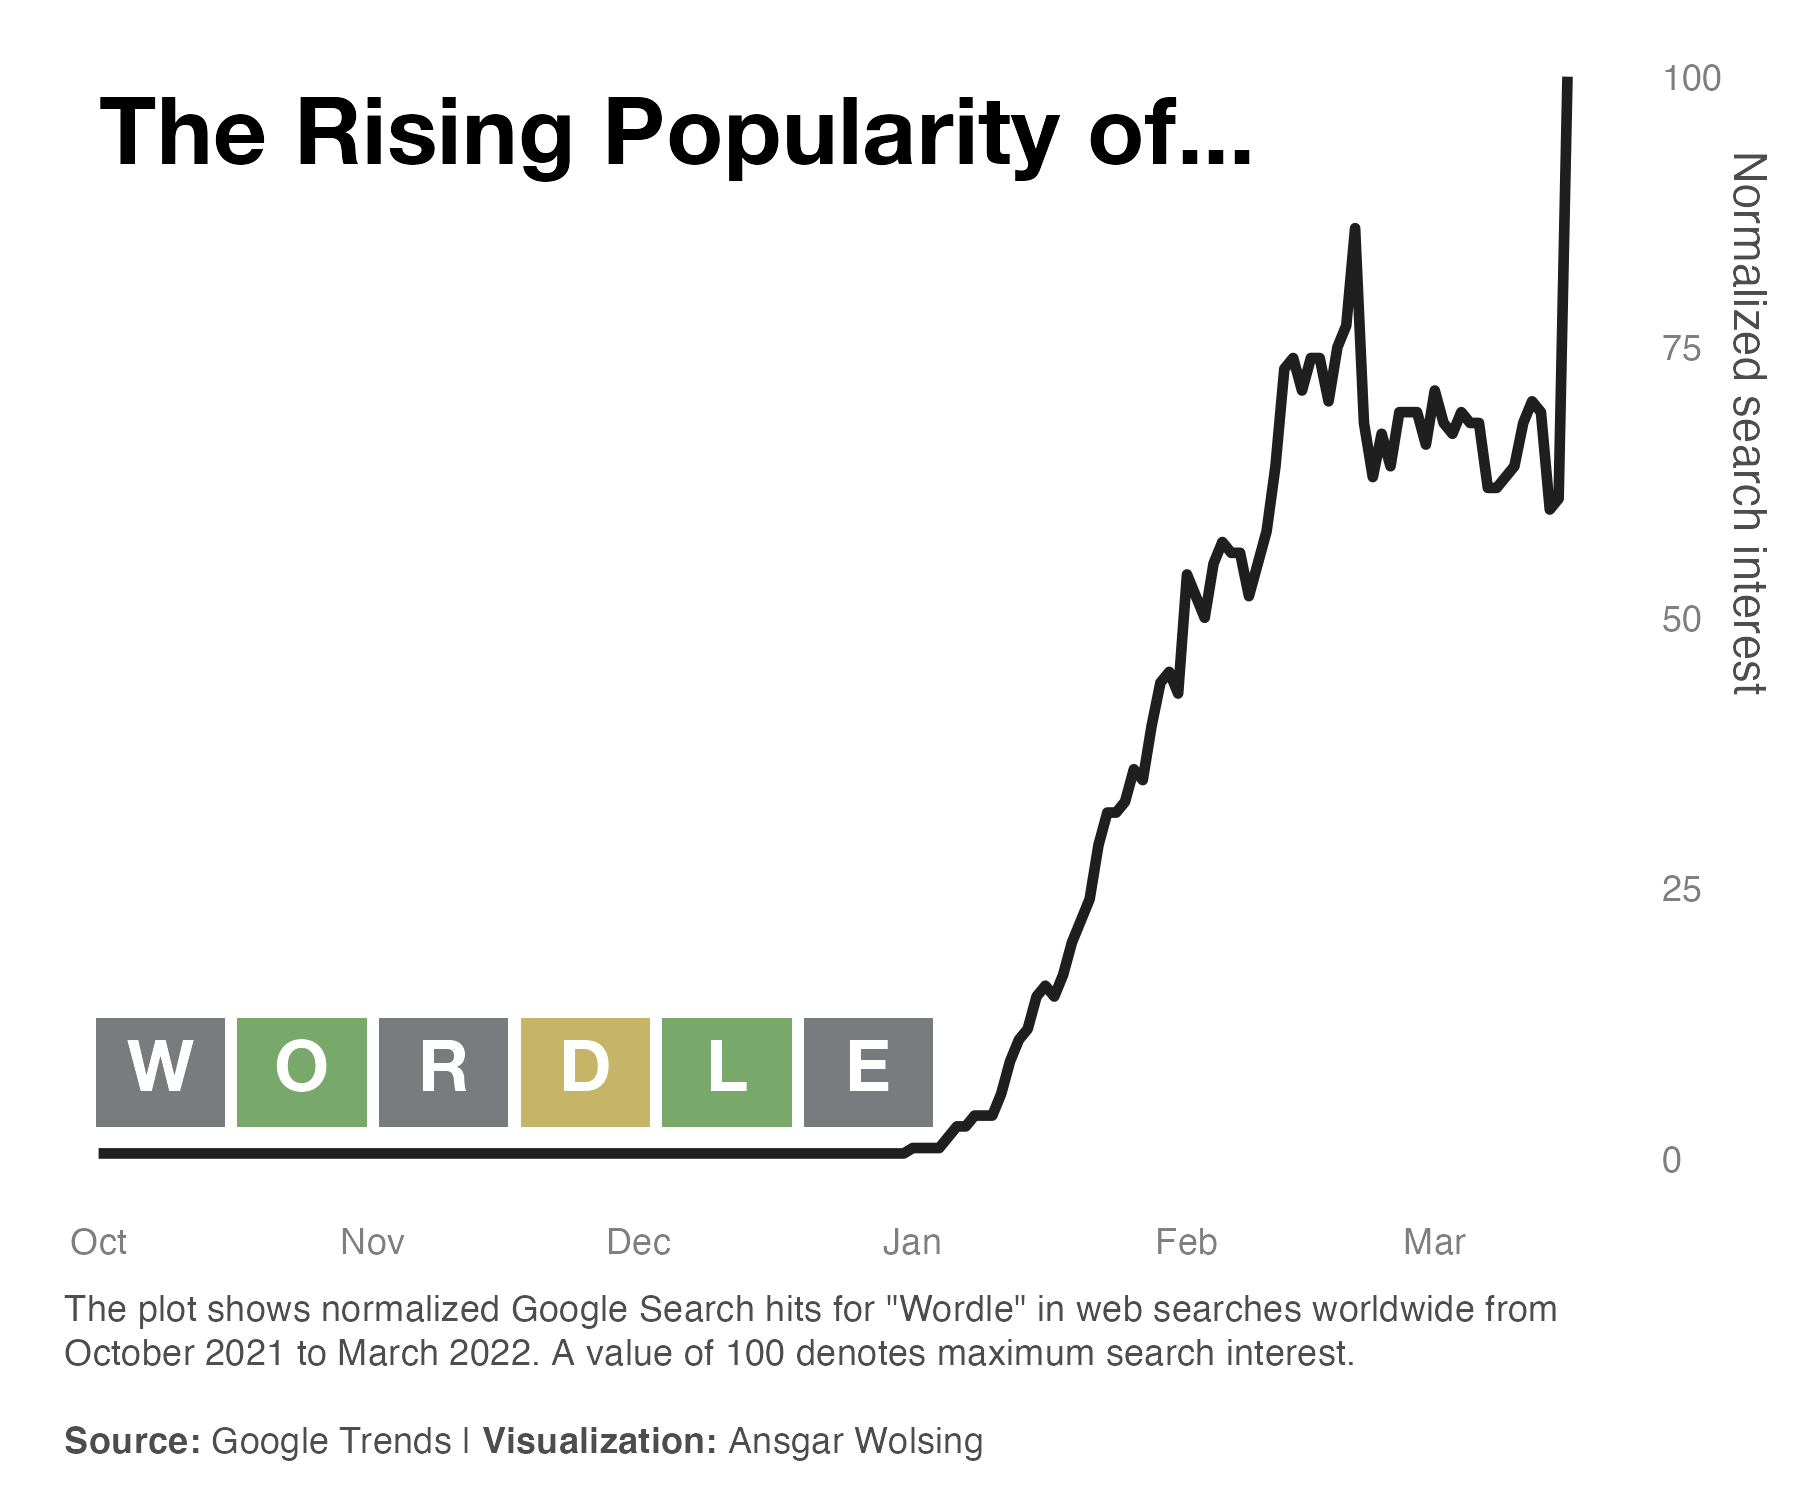 The Rising Popularity of...
100
Normalized search interest
75
50
25
WORDLE
0
Oct Nov Dec Jan Feb Mar
The plot shows normalized Google Search hits for "Wordle" in web searches worldwide from
October 2021 to March 2022. A value of 100 denotes maximum search interest.
Source: Google Trends | Visualization: Ansgar Wolsing